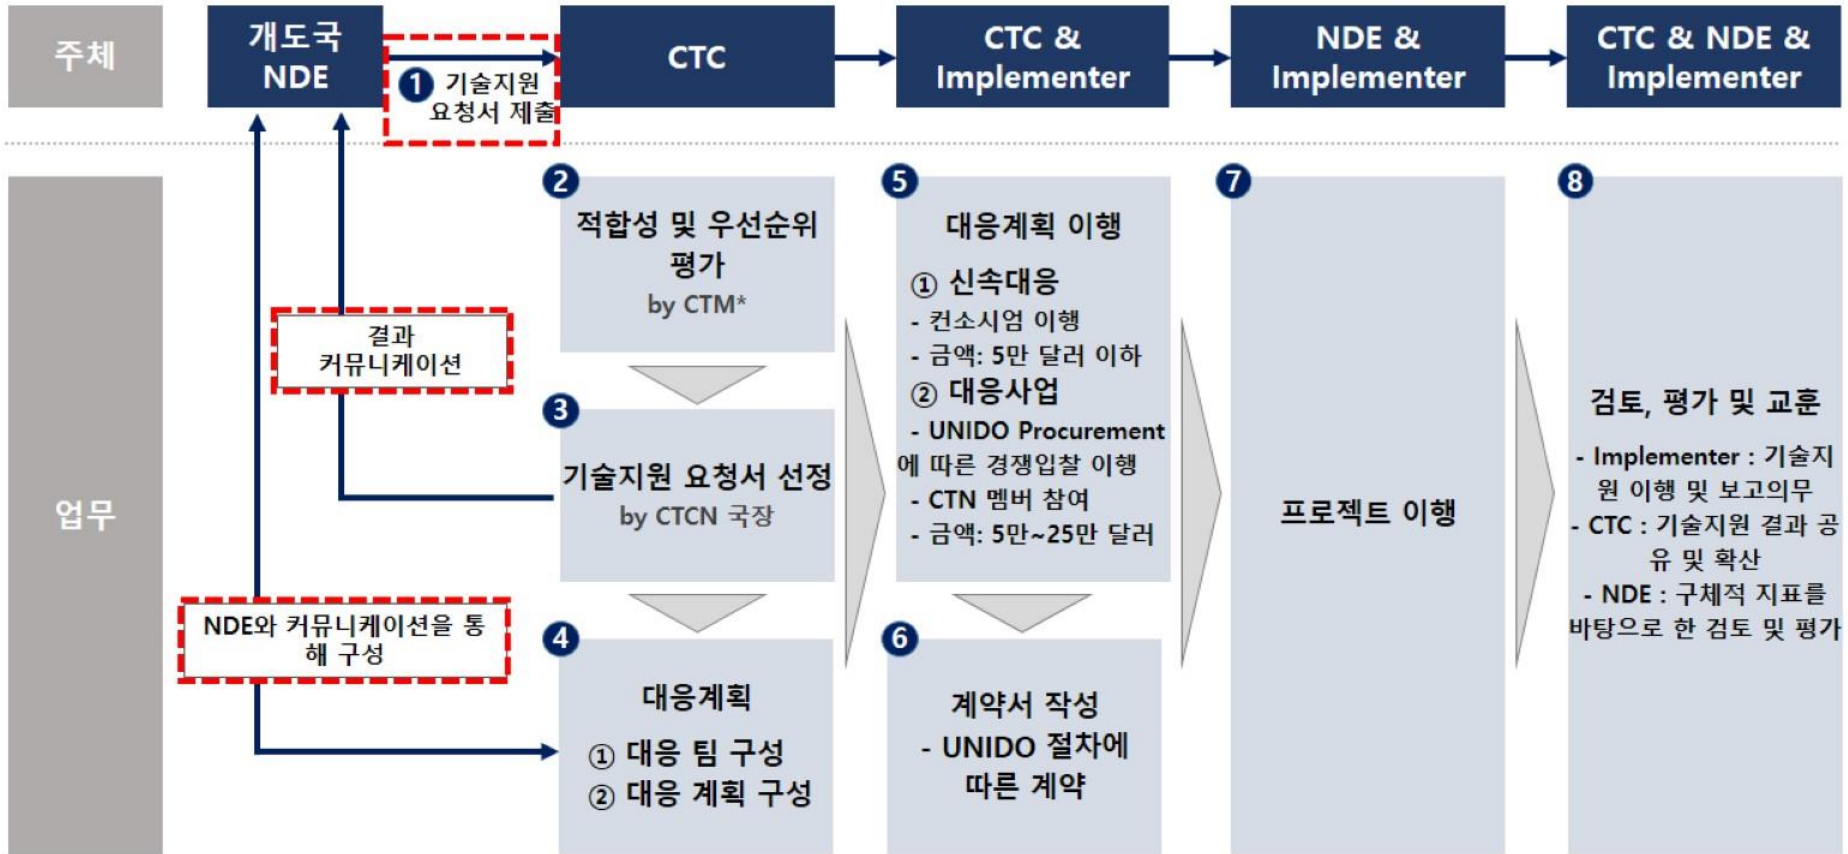 주체
개도국
NDE
❶ 기술지원
요청서 제출
CTC
CTC &
Implementer
NDE &
Implementer
CTC & NDE &
Implementer
업무
결과
커뮤니케이션
NDE와 커뮤니케이션을 통
해 구성
❷
적합성 및 우선순위
평가
by CTM*
❸
기술지원 요청서 선정
by CTCN 국장
❹
대응계획
① 대응 팀 구성
② 대응 계획 구성
❺
대응계획 이행
① 신속대응
- 컨소시엄 이행
- 금액: 5만 달러 이하
② 대응사업
- UNIDO Procurement
에 따른 경쟁입찰 이행
- CTN 멤버 참여
- 금액: 5만~25만 달러
❻
계약서 작성
- UNIDO 절차에
따른 계약
❼
프로젝트 이행
❽
검토, 평가 및 교훈
- Implementer : 기술지
원 이행 및 보고의무
- CTC : 기술지원 결과 공
유 및 확산
- NDE : 구체적 지표를
바탕으로 한 검토 및 평가